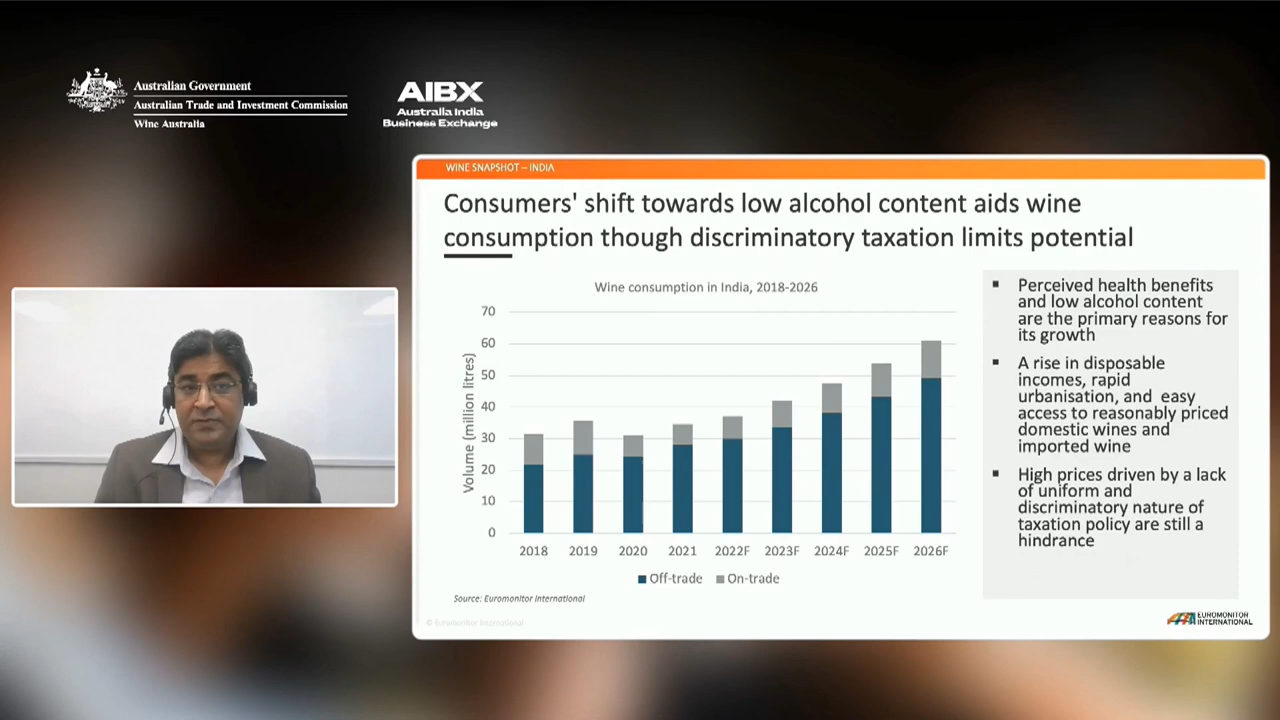 Australian Government
Australian Trade and Investment Commission
Wine Australia
AIBX
Australia India
Business Exchange
WINE SNAPSHOT – INDIA
Consumers' shift towards low alcohol content aids wine
consumption though discriminatory taxation limits potential
Wine consumption in India, 2018-2026
Volume (million litres)
70
60
50
40
30
20
10
0
2018 2019 2020 2021 2022F 2023F 2024F 2025F 2026F
Off-trade On-trade
Source: Euromonitor International
▪ Perceived health benefits
and low alcohol content
are the primary reasons for
its growth
▪ A rise in disposable
incomes, rapid
urbanisation, and easy
access to reasonably priced
domestic wines and
imported wine
▪ High prices driven by a lack
of uniform and
discriminatory nature of
taxation policy are still a
hindrance
© Euromonitor International
EUROMONITOR
INTERNATIONAL